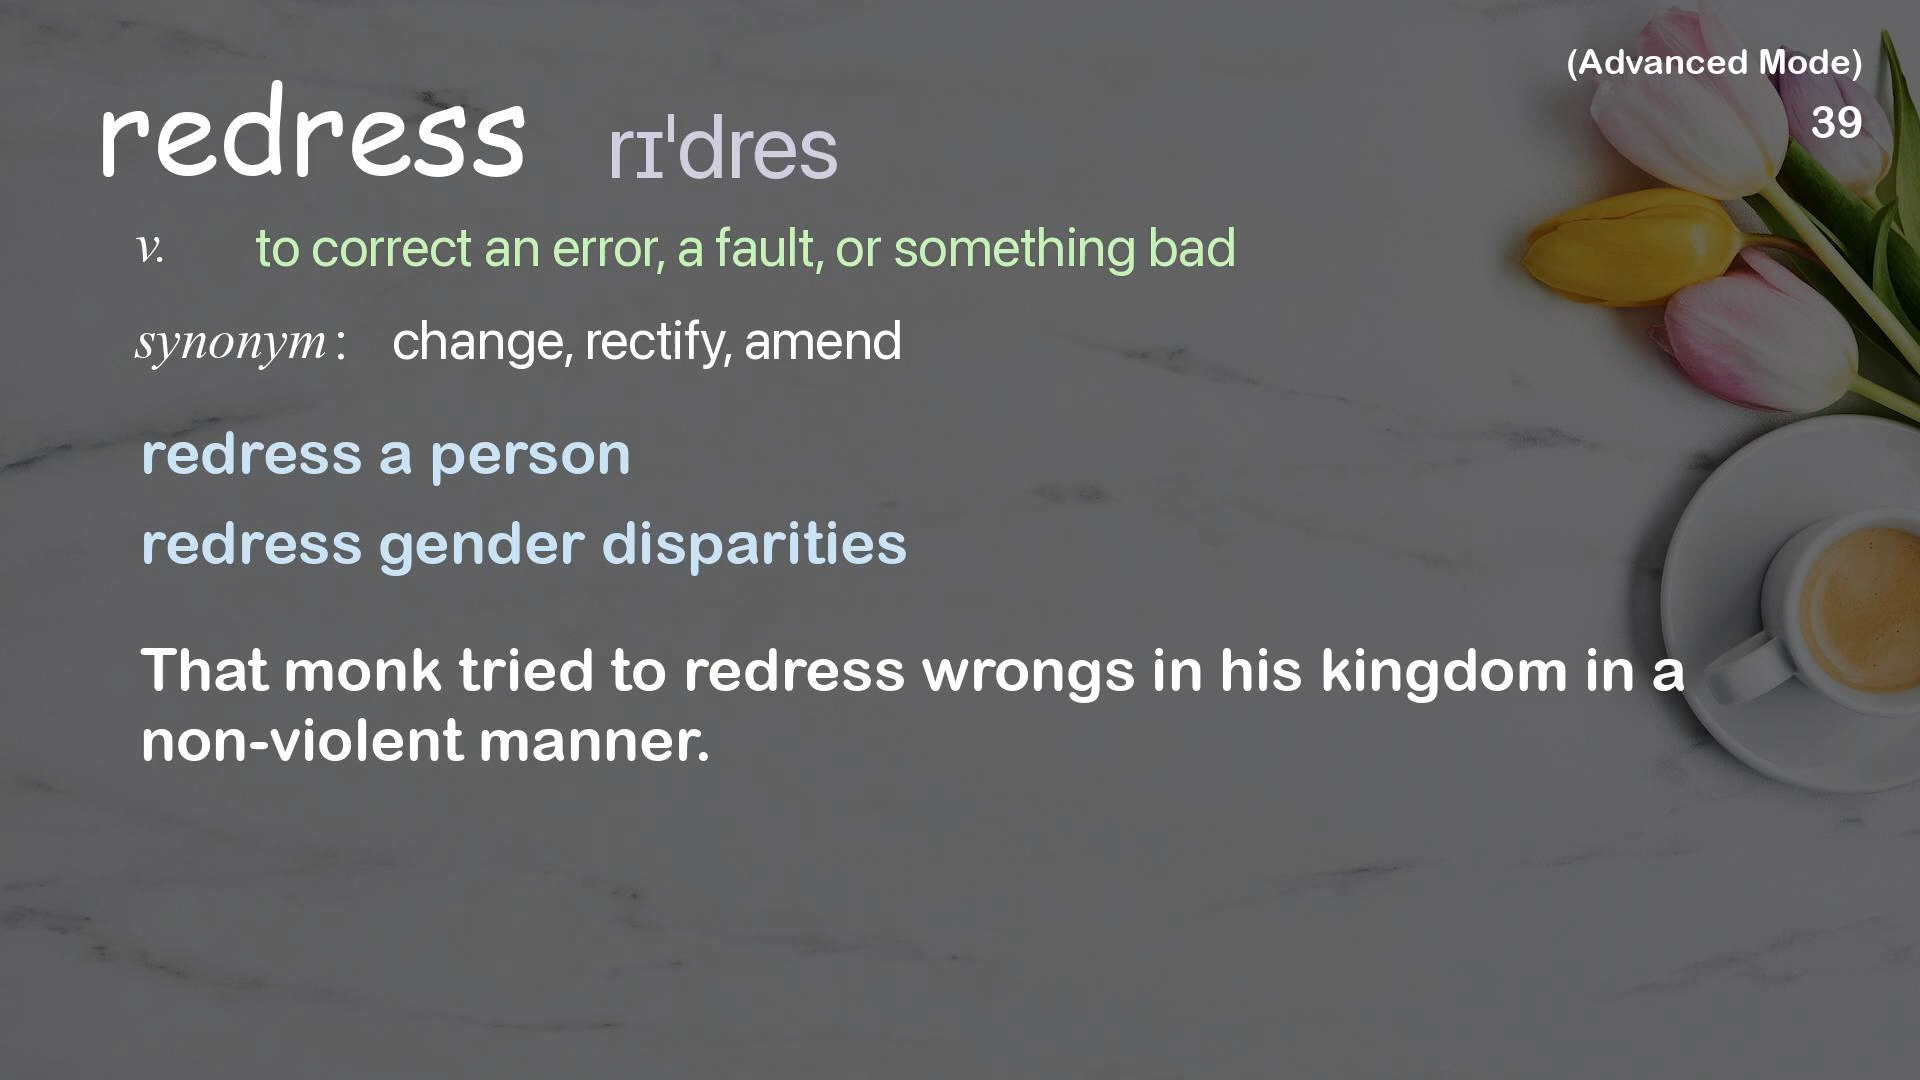 (Advanced Mode)
redress rɪˈdres
39
v. to correct an error, a fault, or something bad
synonym: change, rectify, amend
redress a person
redress gender disparities
That monk tried to redress wrongs in his kingdom in a
non-violent manner.